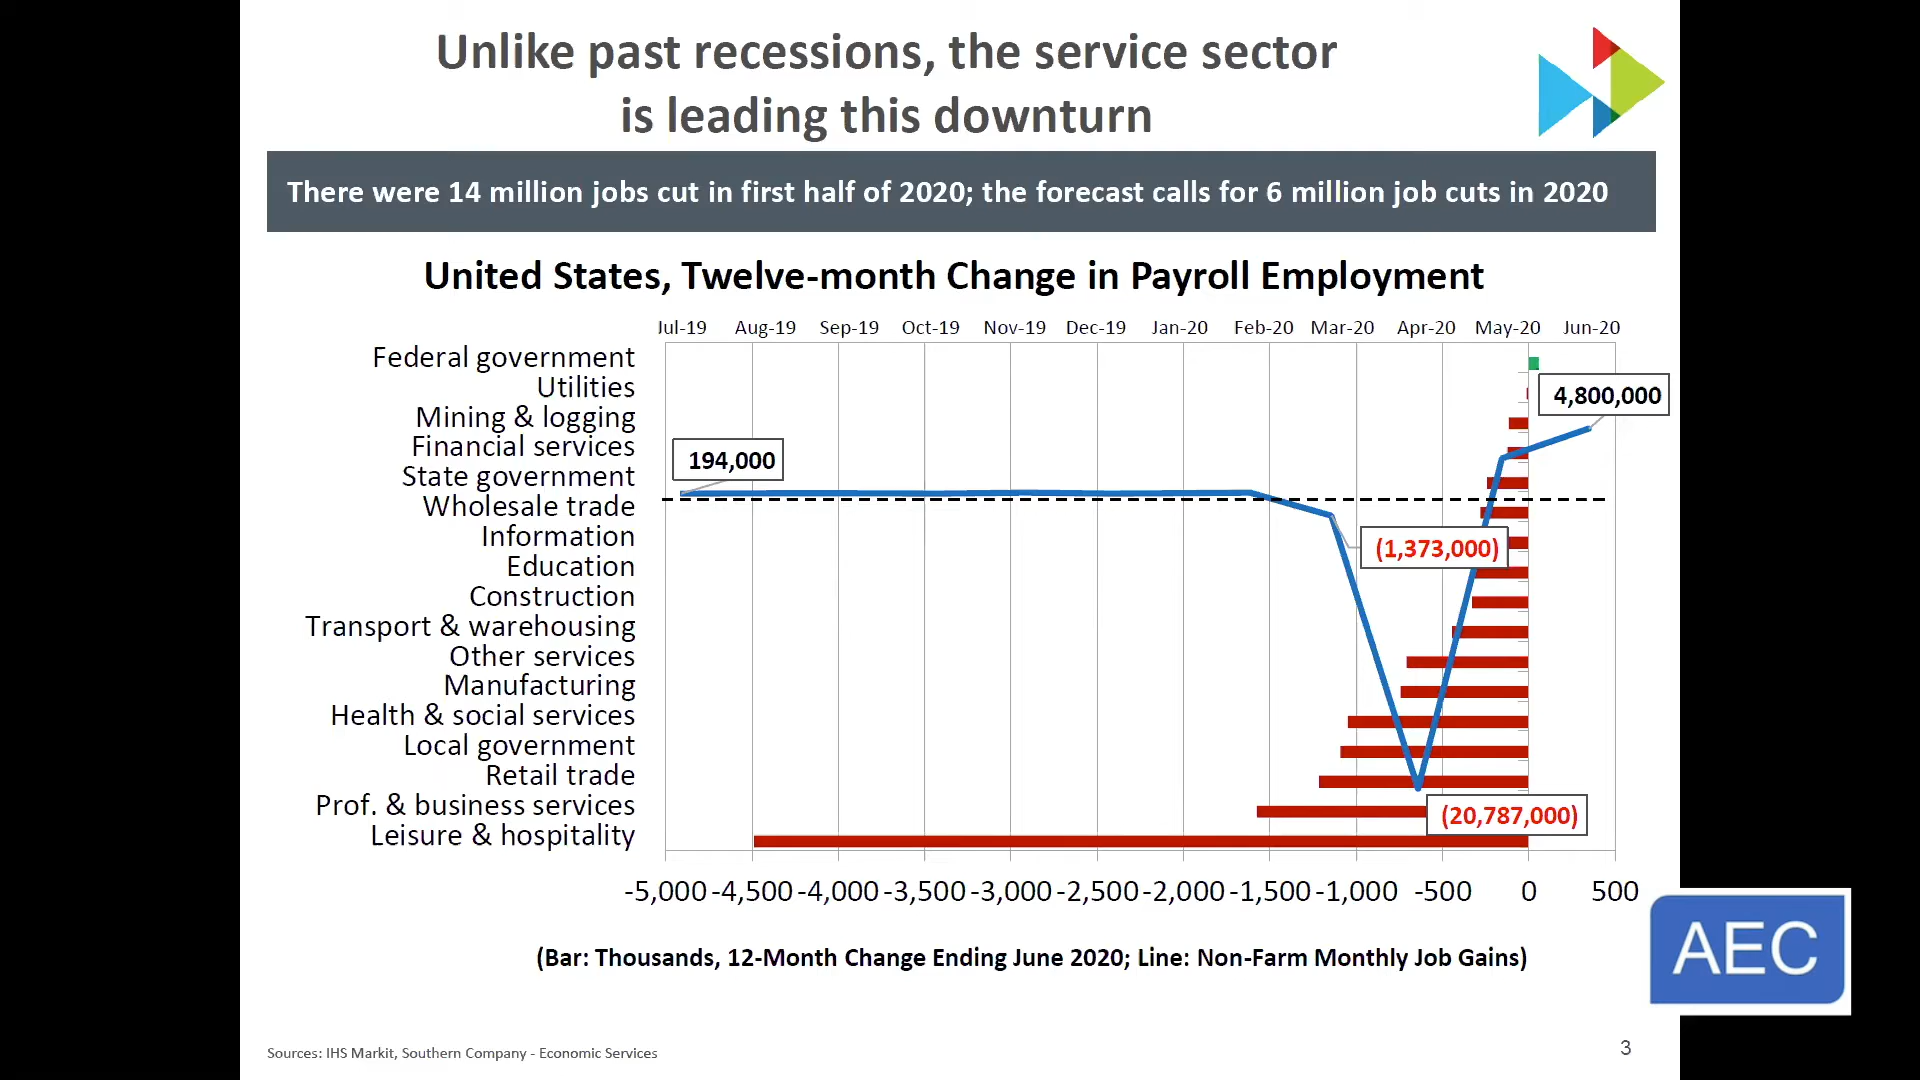 Unlike past recessions, the service sector
is leading this downturn
There were 14 million jobs cut in first half of 2020; the forecast calls for 6 million job cuts in 2020
United States, Twelve-month Change in Payroll Employment
Jul-19 Aug-19 Sep-19 Oct-19 Nov-19 Dec-19 Jan-20 Feb-20 Mar-20 Apr-20 May-20 Jun-20
Federal government
Utilities
4,800,000
Mining & logging
Financial services
194,000
State government
Wholesale trade
Information
(1,373,000)
Education
Construction
Transport & warehousing
Other services
Manufacturing
Health & social services
Local government
Retail trade
Prof. & business services
(20,787,000)
Leisure & hospitality
-5,000 -4,500 -4,000 -3,500 -3,000 -2,500 -2,000 -1,500 -1,000 -500 0 500
AEC
(Bar: Thousands, 12-Month Change Ending June 2020; Line: Non-Farm Monthly Job Gains)
Sources: IHS Markit, Southern Company - Economic Services
3